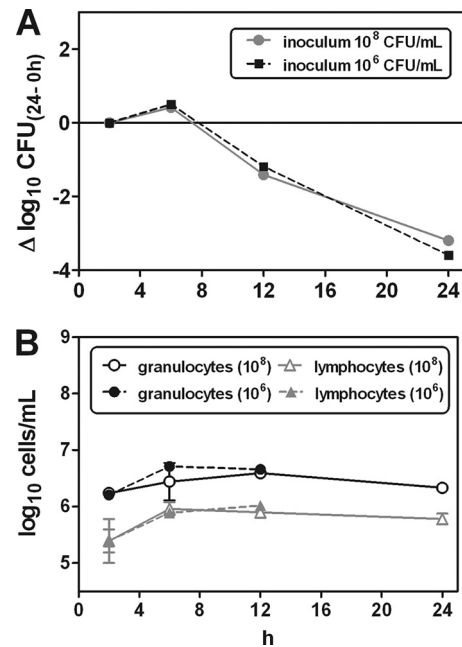 A
inoculum 10⁸ CFU/mL
inoculum 10⁶ CFU/mL
Δ log₁₀ CFU₍₂₄₋ ₀ₕ₎
2
0
-2
-4
0 4 8 12 16 20 24
B
granulocytes (10⁸) lymphocytes (10⁸)
granulocytes (10⁶) lymphocytes (10⁶)
log₁₀ cells/mL
9
8
7
6
5
0 4 8 12 16 20 24
h